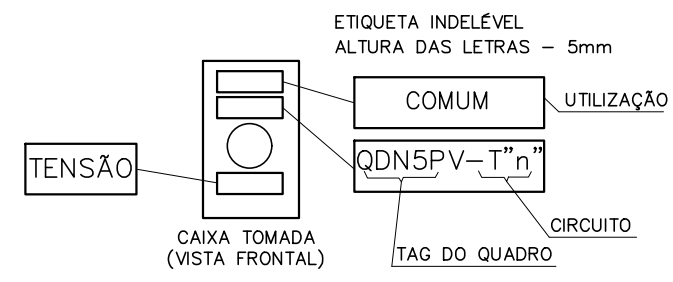 ETIQUETA INDELÉVEL
ALTURA DAS LETRAS - 5mm
COMUM
UTILIZAÇÃO
TENSÃO
QDN5PV-T"n"
CIRCUITO
TAG DO QUADRO
CAIXA TOMADA
(VISTA FRONTAL)